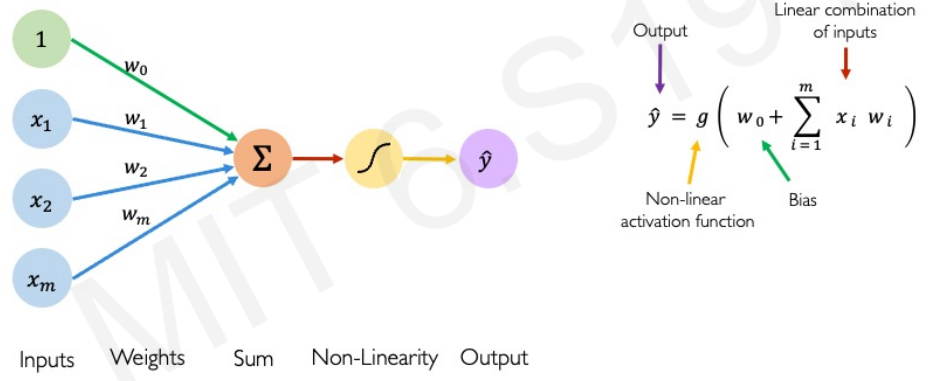 1
w₀
x₁
w₁
x₂
w₂
xₘ
wₘ
Σ
ŷ
Inputs Weights Sum Non-Linearity Output
Output
Linear combination
of inputs
ŷ = g ( w₀ + ∑ᵢ₌₁ᵐ xᵢ wᵢ )
Non-linear
activation function
Bias
MIT 6.S19